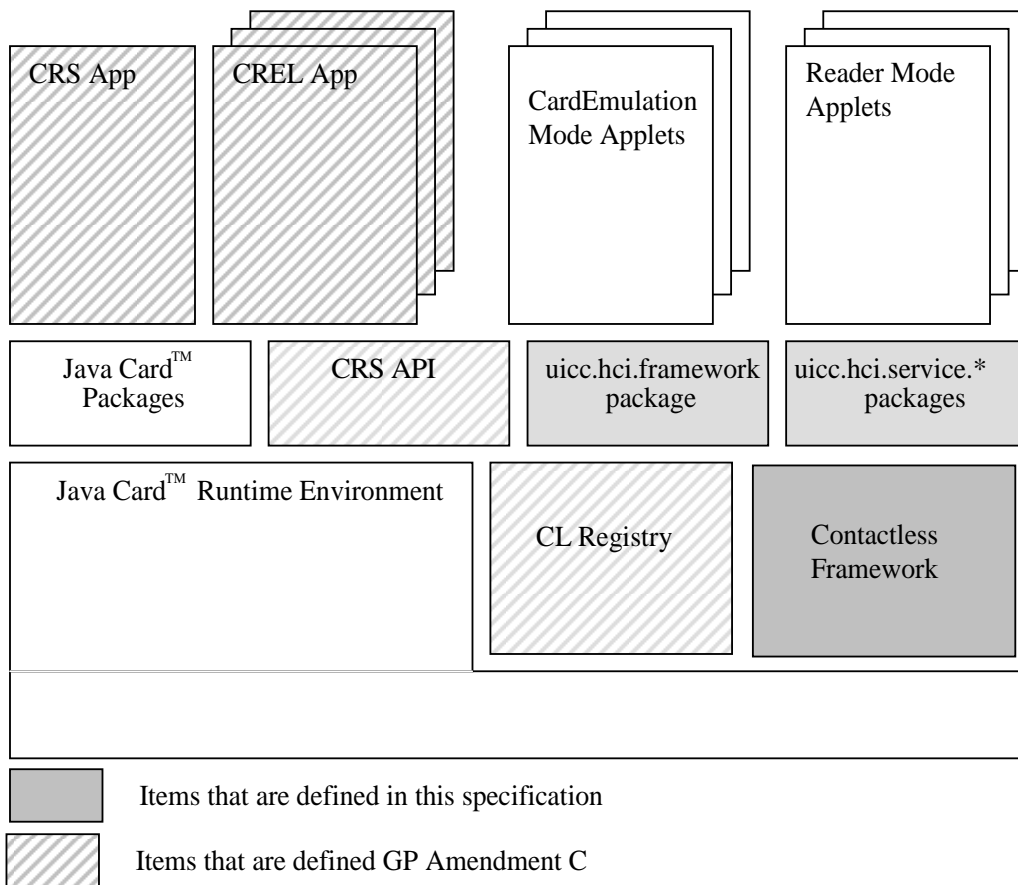 CRS App
CREL App
CardEmulation
Mode Applets
Reader Mode
Applets
Java Card™
Packages
CRS API
uicc.hci.framework
package
uicc.hci.service.*
packages
Java Card™ Runtime Environment
CL Registry
Contactless
Framework
Items that are defined in this specification
Items that are defined GP Amendment C